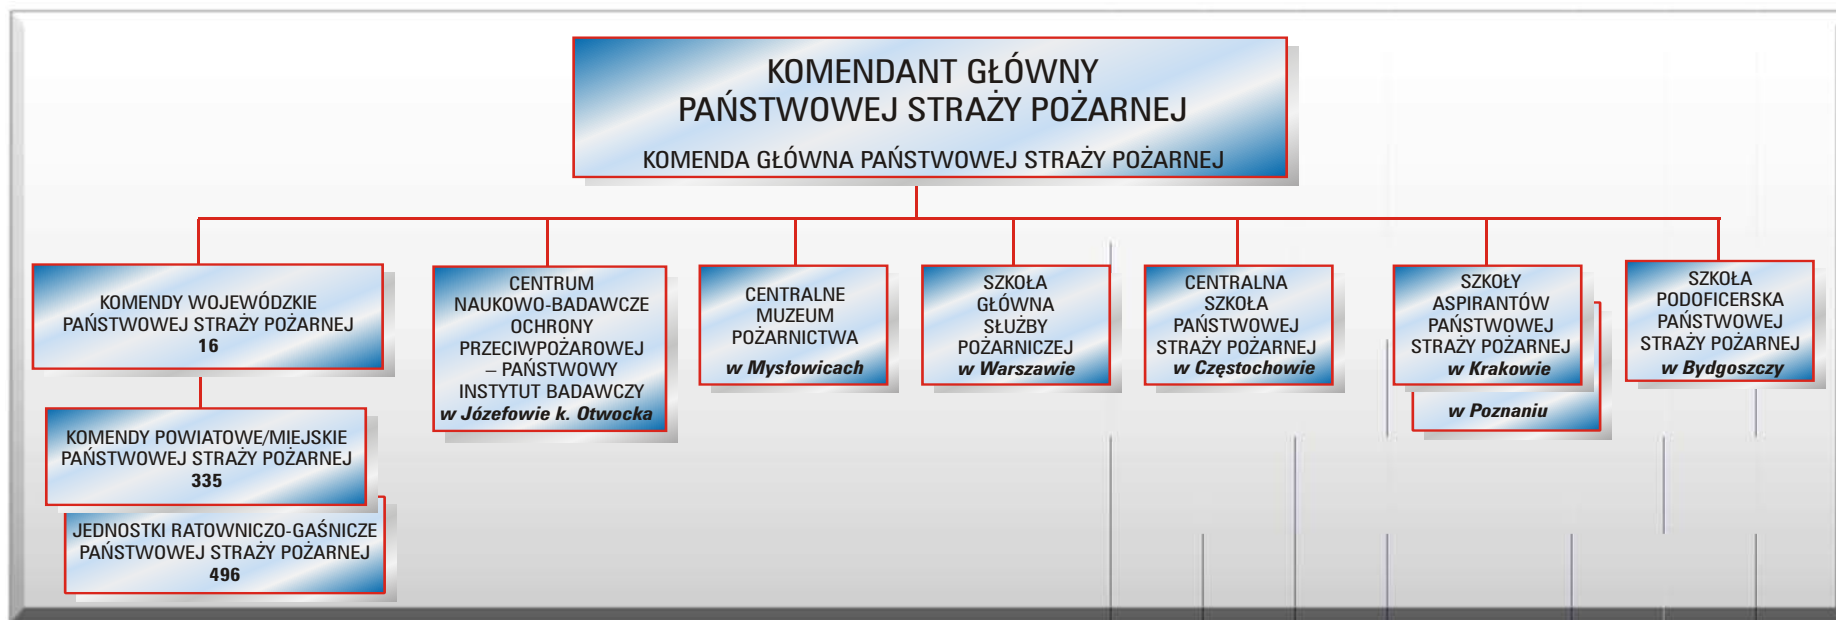 KOMENDANT GŁÓWNY
PAŃSTWOWEJ STRAŻY POŻARNEJ
KOMENDA GŁÓWNA PAŃSTWOWEJ STRAŻY POŻARNEJ
KOMENDY WOJEWÓDZKIE
PAŃSTWOWEJ STRAŻY POŻARNEJ
16
KOMENDY POWIATOWE/MIEJSKIE
PAŃSTWOWEJ STRAŻY POŻARNEJ
335
JEDNOSTKI RATOWNICZO-GAŚNICZE
PAŃSTWOWEJ STRAŻY POŻARNEJ
496
CENTRUM
NAUKOWO-BADAWCZE
OCHRONY
PRZECIWPOŻAROWEJ
– PAŃSTWOWY
INSTYTUT BADAWCZY
w Józefowie k. Otwocka
CENTRALNE
MUZEUM
POŻARNICTWA
w Mysłowicach
SZKOŁA
GŁÓWNA
SŁUŻBY
POŻARNICZEJ
w Warszawie
CENTRALNA
SZKOŁA
PAŃSTWOWEJ
STRAŻY POŻARNEJ
w Częstochowie
SZKOŁY
ASPIRANTÓW
PAŃSTWOWEJ
STRAŻY POŻARNEJ
w Krakowie
w Poznaniu
SZKOŁA
PODOFICERSKA
PAŃSTWOWEJ
STRAŻY POŻARNEJ
w Bydgoszczy